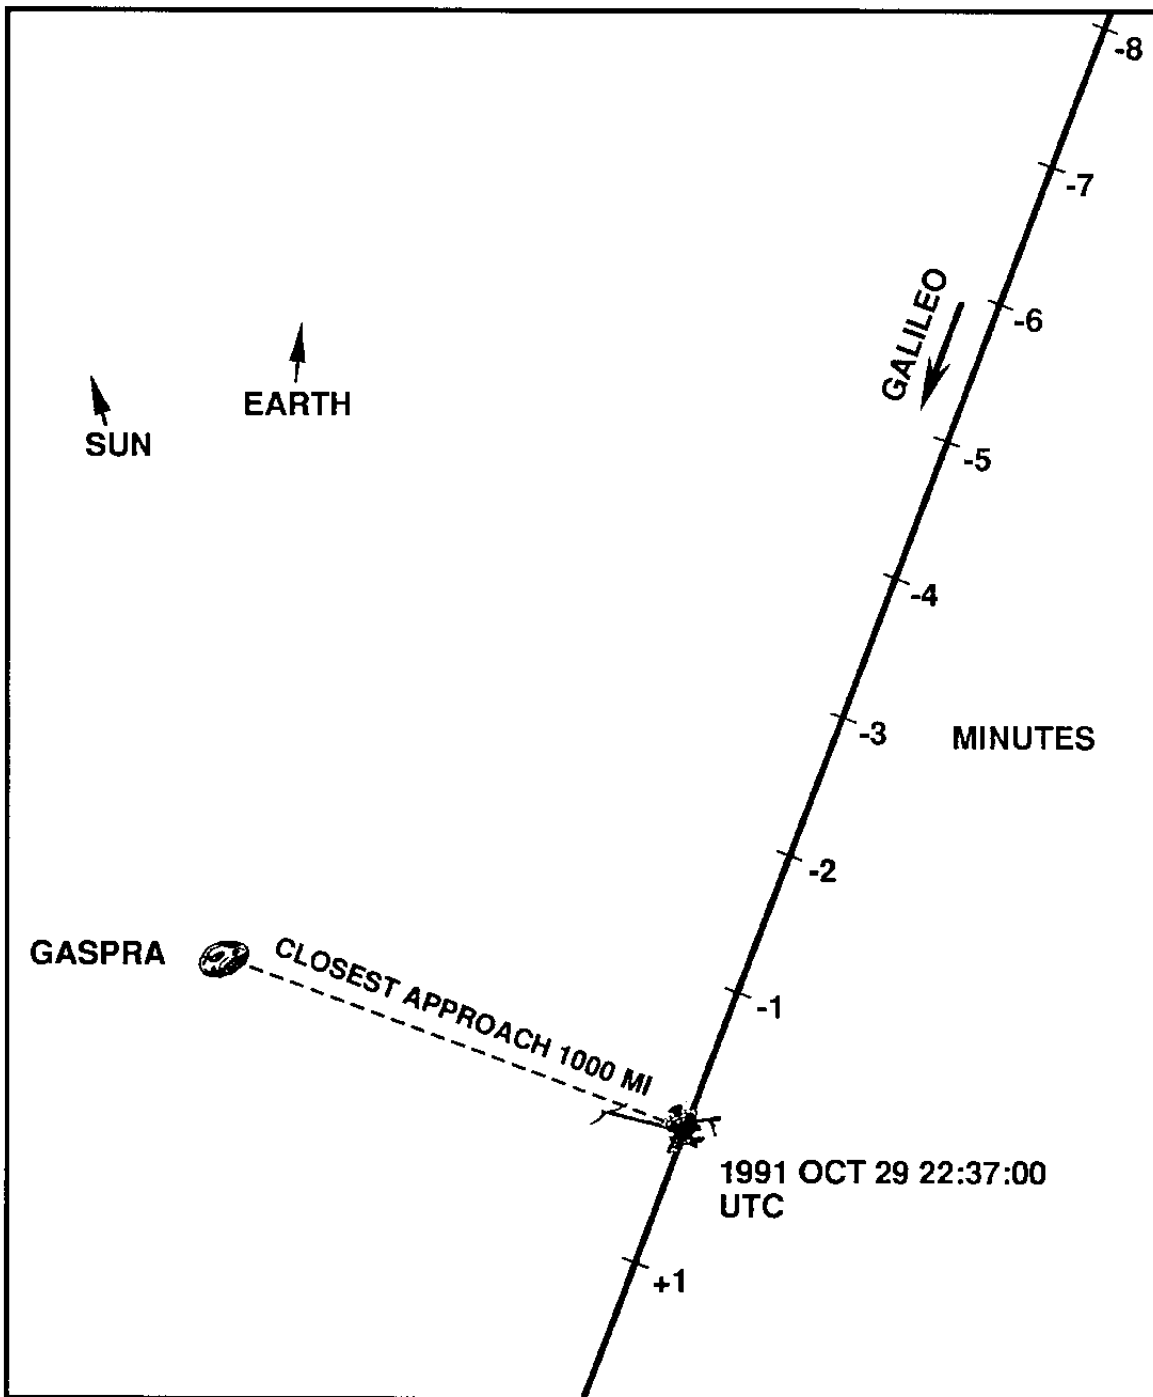 -8
-7
GALILEO
-6
EARTH
SUN
-5
-4
-3
MINUTES
-2
GASPRA
CLOSEST APPROACH 1000 MI
-1
1991 OCT 29 22:37:00
UTC
+1